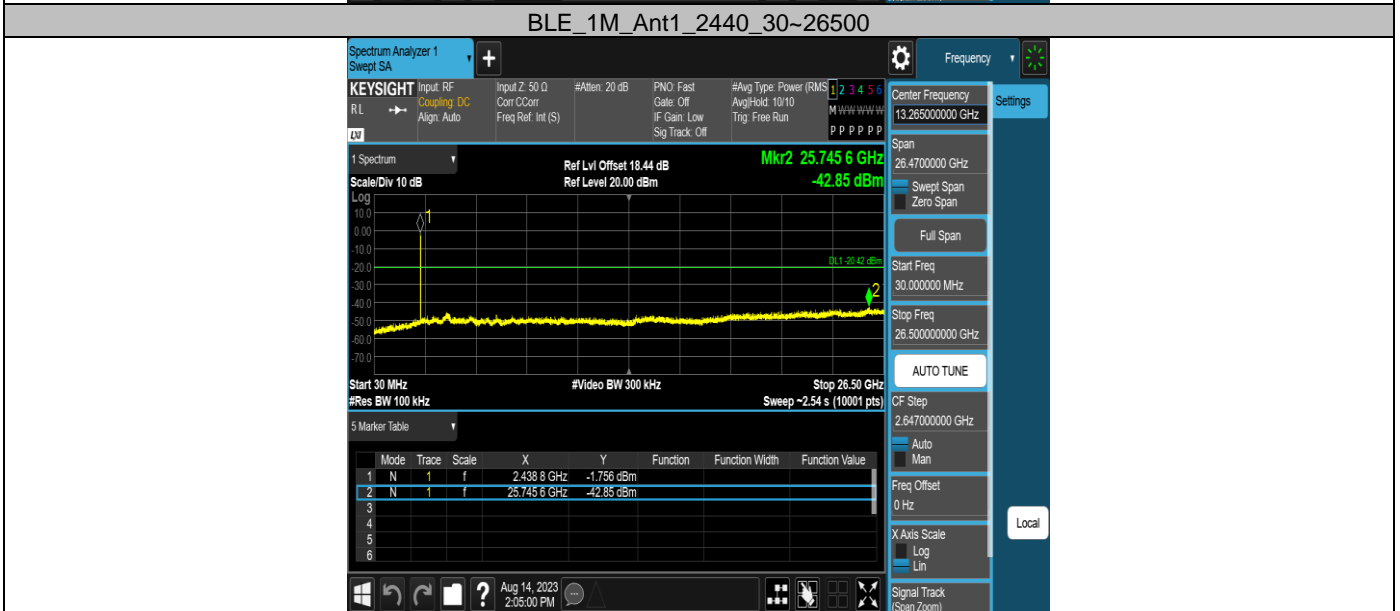 BLE_1M_Ant1_2440_30~26500
Spectrum Analyzer 1
Swept SA
+
Frequency
KEYSIGHT
RL
LXI
Input: RF
Coupling: DC
Align: Auto
Input Z: 50 Ω
Corr CCorr
Freq Ref: Int (S)
#Atten: 20 dB
PNO: Fast
Gate: Off
IF Gain: Low
Sig Track: Off
#Avg Type: Power (RMS
Avg|Hold: 10/10
Trig: Free Run
1 2 3 4 5 6
M W W W W W
P P P P P P
Settings
Center Frequency
13.265000000 GHz
Span
26.4700000 GHz
Swept Span
Zero Span
Full Span
Start Freq
30.000000 MHz
Stop Freq
26.500000000 GHz
AUTO TUNE
CF Step
2.647000000 GHz
Auto
Man
Freq Offset
0 Hz
X Axis Scale
Log
Lin
Signal Track
(Span Zoom)
Local
1 Spectrum
Scale/Div 10 dB
Ref Lvl Offset 18.44 dB
Ref Level 20.00 dBm
Mkr2 25.745 6 GHz
-42.85 dBm
Log
10.0
0.00
-10.0
-20.0
-30.0
-40.0
-50.0
-60.0
-70.0
1
DL1 -20.42 dBm
2
Start 30 MHz
#Video BW 300 kHz
Stop 26.50 GHz
#Res BW 100 kHz
Sweep ~2.54 s (10001 pts)
5 Marker Table
Mode Trace Scale X Y Function Function Width Function Value
1 N 1 f 2.438 8 GHz -1.756 dBm
2 N 1 f 25.745 6 GHz -42.85 dBm
3
4
5
6
?
Aug 14, 2023
2:05:00 PM